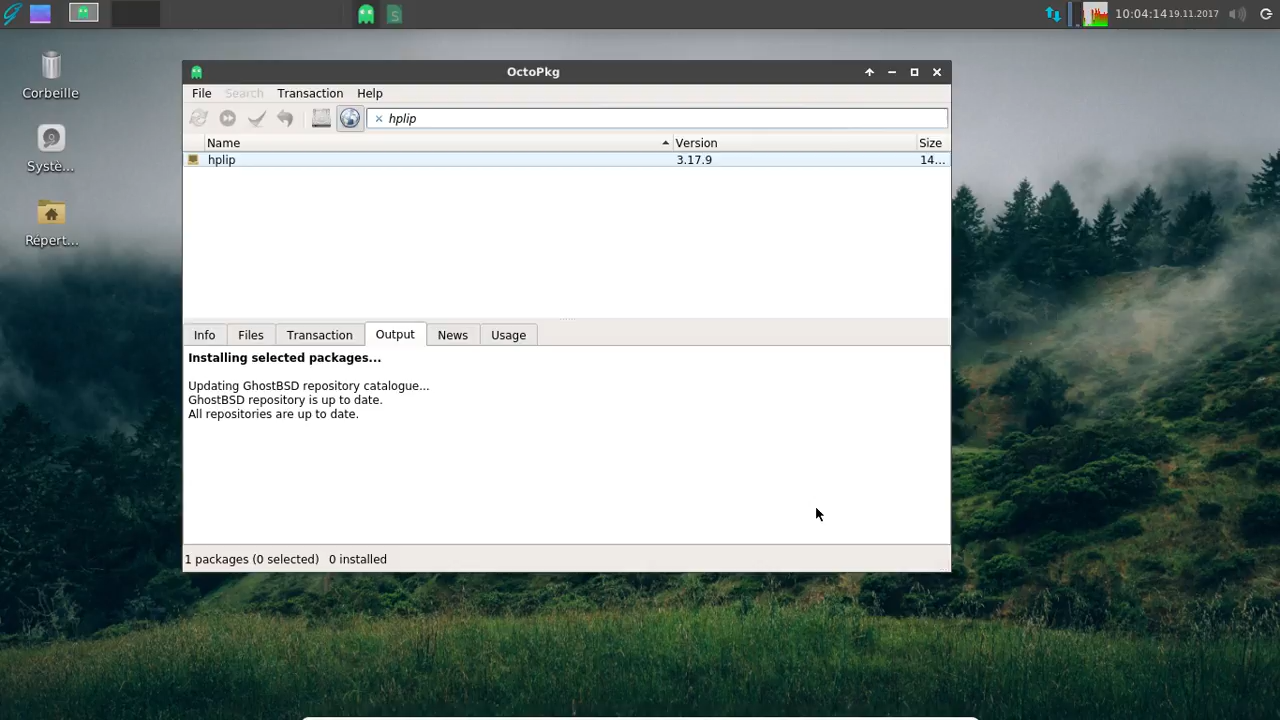 10:04:14 19.11.2017
Corbeille
Systè...
Répert...
OctoPkg
File Search Transaction Help
hplip
Name Version Size
hplip 3.17.9 14...
Info Files Transaction Output News Usage
Installing selected packages...
Updating GhostBSD repository catalogue...
GhostBSD repository is up to date.
All repositories are up to date.
1 packages (0 selected) 0 installed